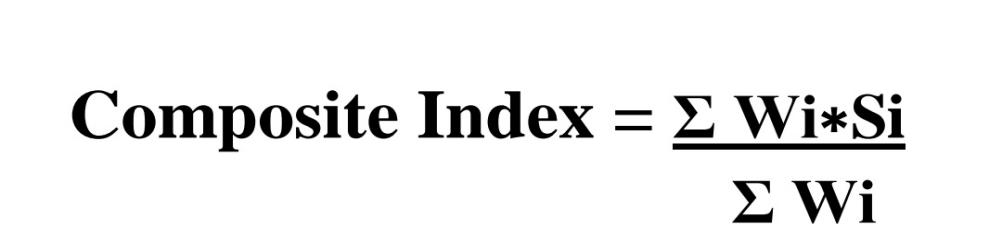 Composite Index = Σ Wi*Si
Σ Wi